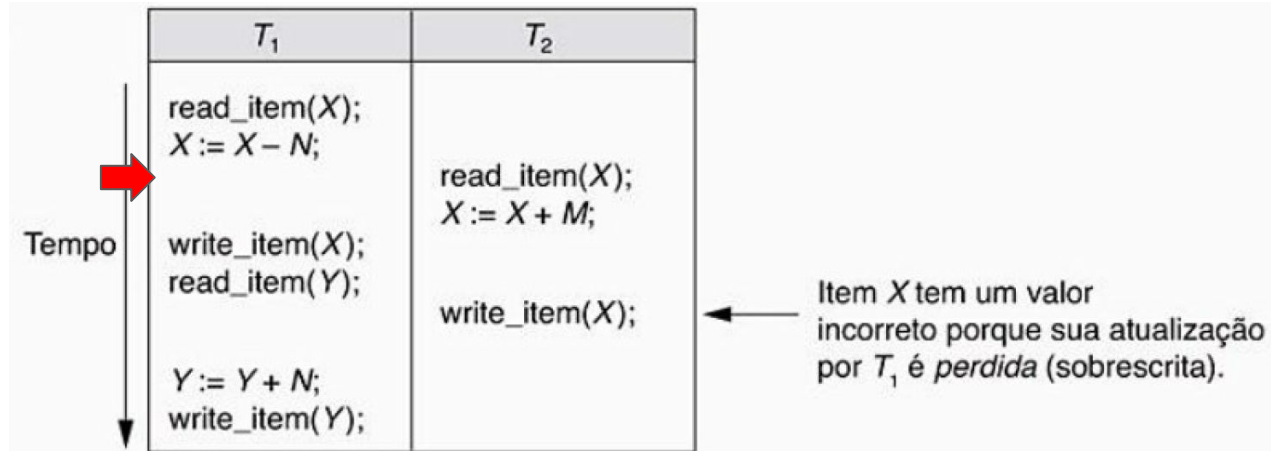 T₁ T₂
read_item(X);
X := X – N;
read_item(X);
X := X + M;
Tempo write_item(X);
read_item(Y);
write_item(X);
Item X tem um valor
incorreto porque sua atualização
por T₁ é perdida (sobrescrita).
Y := Y + N;
write_item(Y);